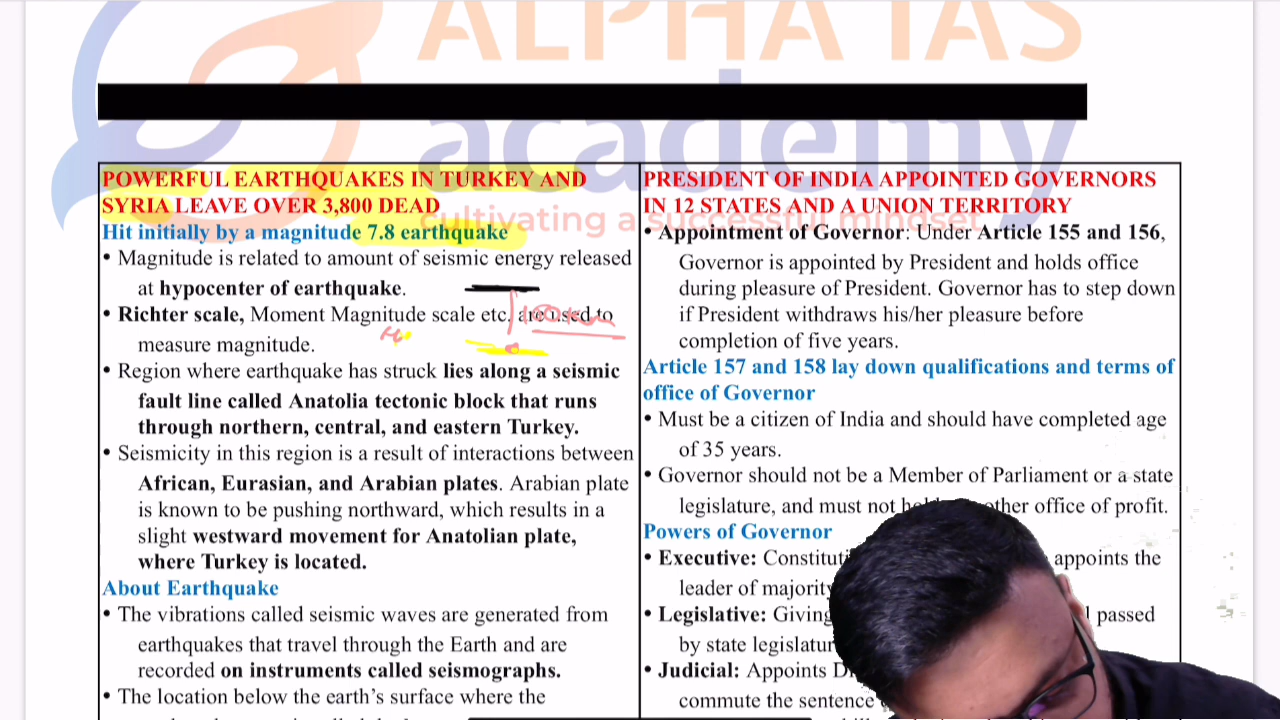 ALPHA IAS
academy
cultivating a successful mindset
POWERFUL EARTHQUAKES IN TURKEY AND
SYRIA LEAVE OVER 3,800 DEAD
Hit initially by a magnitude 7.8 earthquake
• Magnitude is related to amount of seismic energy released
at hypocenter of earthquake.
• Richter scale, Moment Magnitude scale etc. are used to
measure magnitude.
• Region where earthquake has struck lies along a seismic
fault line called Anatolia tectonic block that runs
through northern, central, and eastern Turkey.
• Seismicity in this region is a result of interactions between
African, Eurasian, and Arabian plates. Arabian plate
is known to be pushing northward, which results in a
slight westward movement for Anatolian plate,
where Turkey is located.
About Earthquake
• The vibrations called seismic waves are generated from
earthquakes that travel through the Earth and are
recorded on instruments called seismographs.
• The location below the earth's surface where the
PRESIDENT OF INDIA APPOINTED GOVERNORS
IN 12 STATES AND A UNION TERRITORY
• Appointment of Governor: Under Article 155 and 156,
Governor is appointed by President and holds office
during pleasure of President. Governor has to step down
if President withdraws his/her pleasure before
completion of five years.
Article 157 and 158 lay down qualifications and terms of
office of Governor
• Must be a citizen of India and should have completed age
of 35 years.
• Governor should not be a Member of Parliament or a state
legislature, and must not other office of profit.
Powers of Governor
• Executive: appoints the
leader of majority
• Legislative: Giving passed
by state
• Judicial: Appoints
commute the sentence